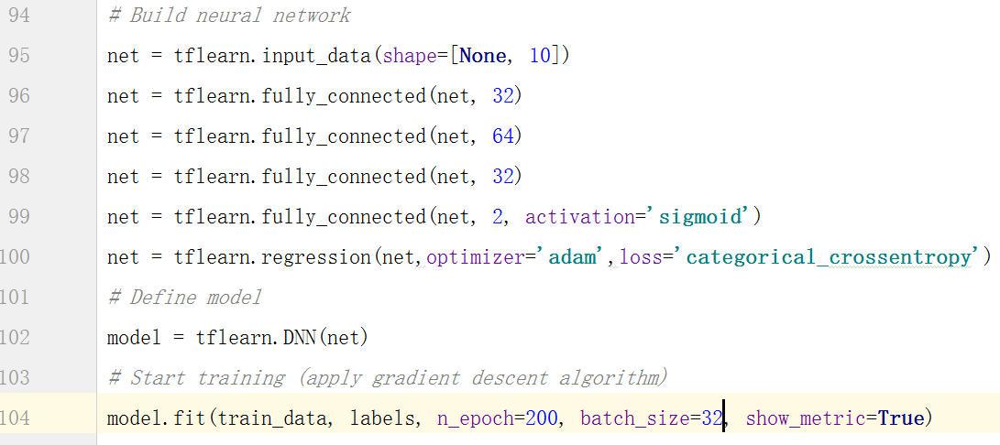 94 # Build neural network
95 net = tflearn.input_data(shape=[None, 10])
96 net = tflearn.fully_connected(net, 32)
97 net = tflearn.fully_connected(net, 64)
98 net = tflearn.fully_connected(net, 32)
99 net = tflearn.fully_connected(net, 2, activation='sigmoid')
100 net = tflearn.regression(net,optimizer='adam',loss='categorical_crossentropy')
101 # Define model
102 model = tflearn.DNN(net)
103 # Start training (apply gradient descent algorithm)
104 model.fit(train_data, labels, n_epoch=200, batch_size=32, show_metric=True)